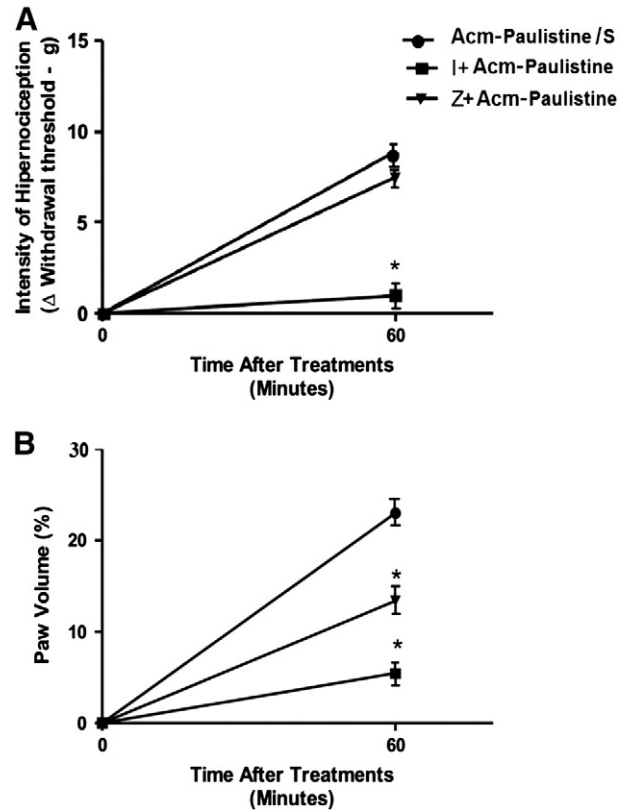 A
Acm-Paulistine/S
I+ Acm-Paulistine
Z+ Acm-Paulistine
Intensity of Hipernociception
(Δ Withdrawal threshold - g)
15
10
5
0
*
0
60
Time After Treatments
(Minutes)
B
Paw Volume (%)
30
20
10
0
*
*
0
60
Time After Treatments
(Minutes)